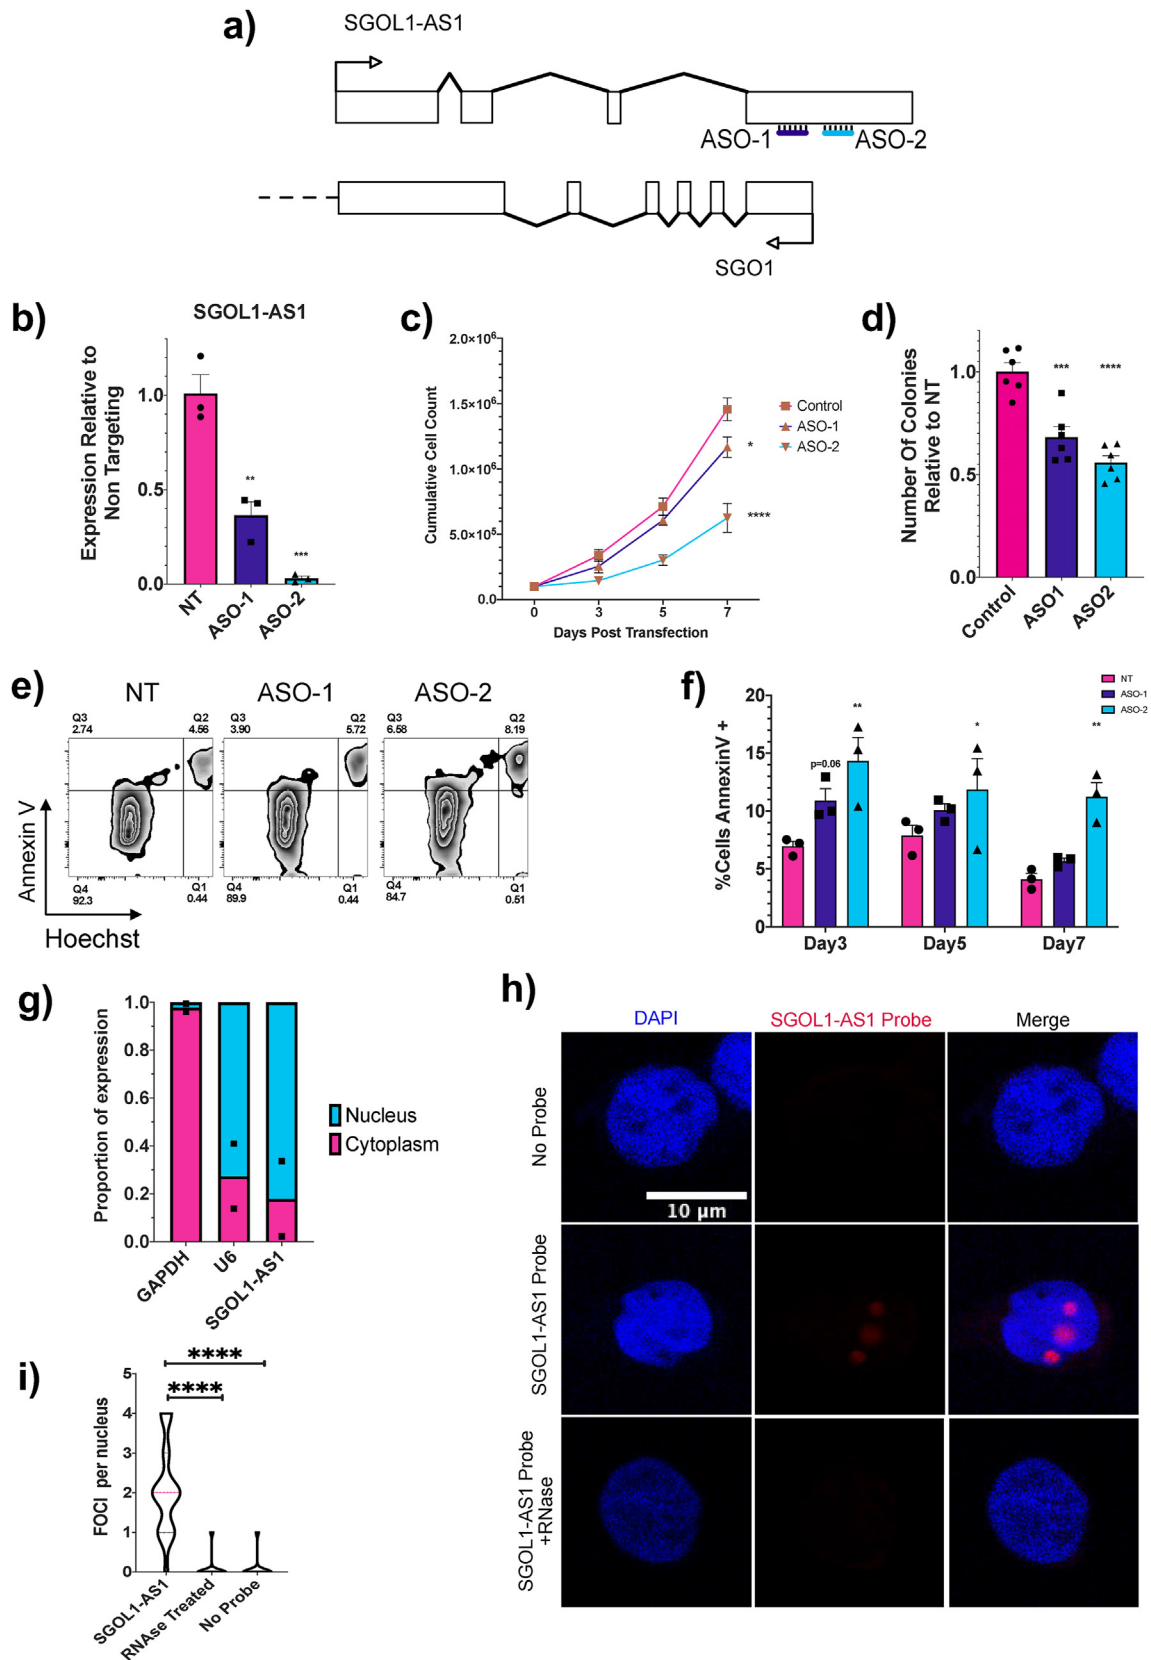 a)
SGOL1-AS1
ASO-1
ASO-2
SGO1
b)
SGOL1-AS1
Expression Relative to
Non Targeting
1.0
0.5
0.0
**
***
NT
ASO-1
ASO-2
c)
Cumulative Cell Count
2.0×10⁶
1.5×10⁶
1.0×10⁶
5.0×10⁵
0.0
0
3
5
7
Days Post Transfection
Control
ASO-1
ASO-2
*
****
d)
Number Of Colonies
Relative to NT
1.0
0.5
0.0
***
****
Control
ASO1
ASO2
e)
NT
ASO-1
ASO-2
Q3
2.74
Q2
4.56
Q4
92.3
Q1
0.44
Q3
3.90
Q2
5.72
Q4
89.9
Q1
0.44
Q3
6.58
Q2
8.19
Q4
84.7
Q1
0.51
Annexin V
Hoechst
f)
%Cells AnnexinV +
20
15
10
5
0
p=0.06
**
*
**
Day3
Day5
Day7
NT
ASO-1
ASO-2
g)
Proportion of expression
1.0
0.8
0.6
0.4
0.2
0.0
GAPDH
U6
SGOL1-AS1
Nucleus
Cytoplasm
h)
DAPI
SGOL1-AS1 Probe
Merge
No Probe
10 μm
SGOL1-AS1 Probe
SGOL1-AS1 Probe
+RNase
i)
FOCI per nucleus
5
4
3
2
1
0
****
****
SGOL1-AS1
RNAse Treated
No Probe